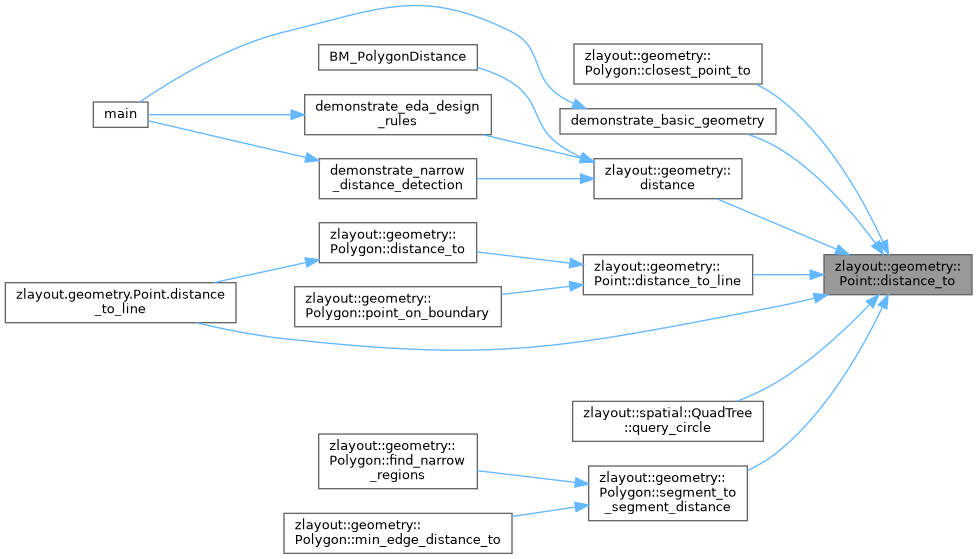 zlayout::geometry::
Polygon::closest_point_to
BM_PolygonDistance
main
demonstrate_eda_design
_rules
demonstrate_basic_geometry
demonstrate_narrow
_distance_detection
zlayout::geometry::
distance
zlayout::geometry::
Polygon::distance_to
zlayout::geometry::
Point::distance_to_line
zlayout::geometry::
Point::distance_to
zlayout.geometry.Point.distance
_to_line
zlayout::geometry::
Polygon::point_on_boundary
zlayout::spatial::QuadTree
::query_circle
zlayout::geometry::
Polygon::find_narrow
_regions
zlayout::geometry::
Polygon::segment_to
_segment_distance
zlayout::geometry::
Polygon::min_edge_distance_to